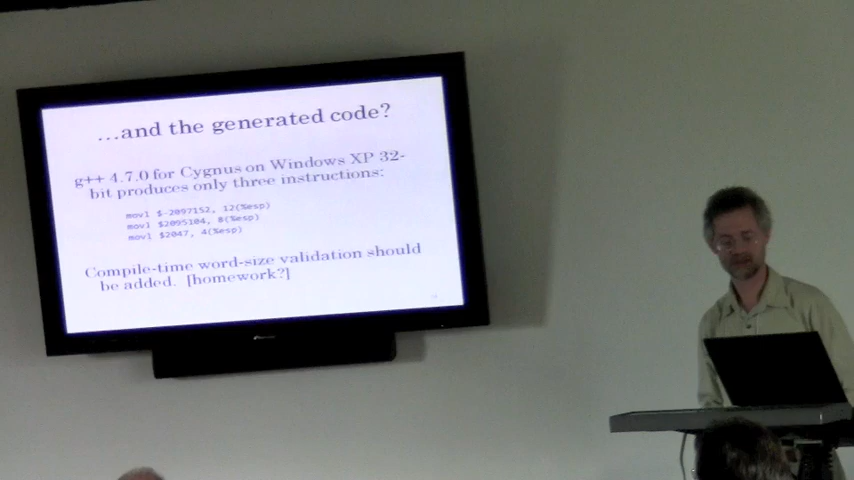 ...and the generated code?
g++ 4.7.0 for Cygnus on Windows XP 32-
bit produces only three instructions:
movl $-2097152, 12(%esp)
movl $2095104, 8(%esp)
movl $2047, 4(%esp)
Compile-time word-size validation should
be added. [homework?]